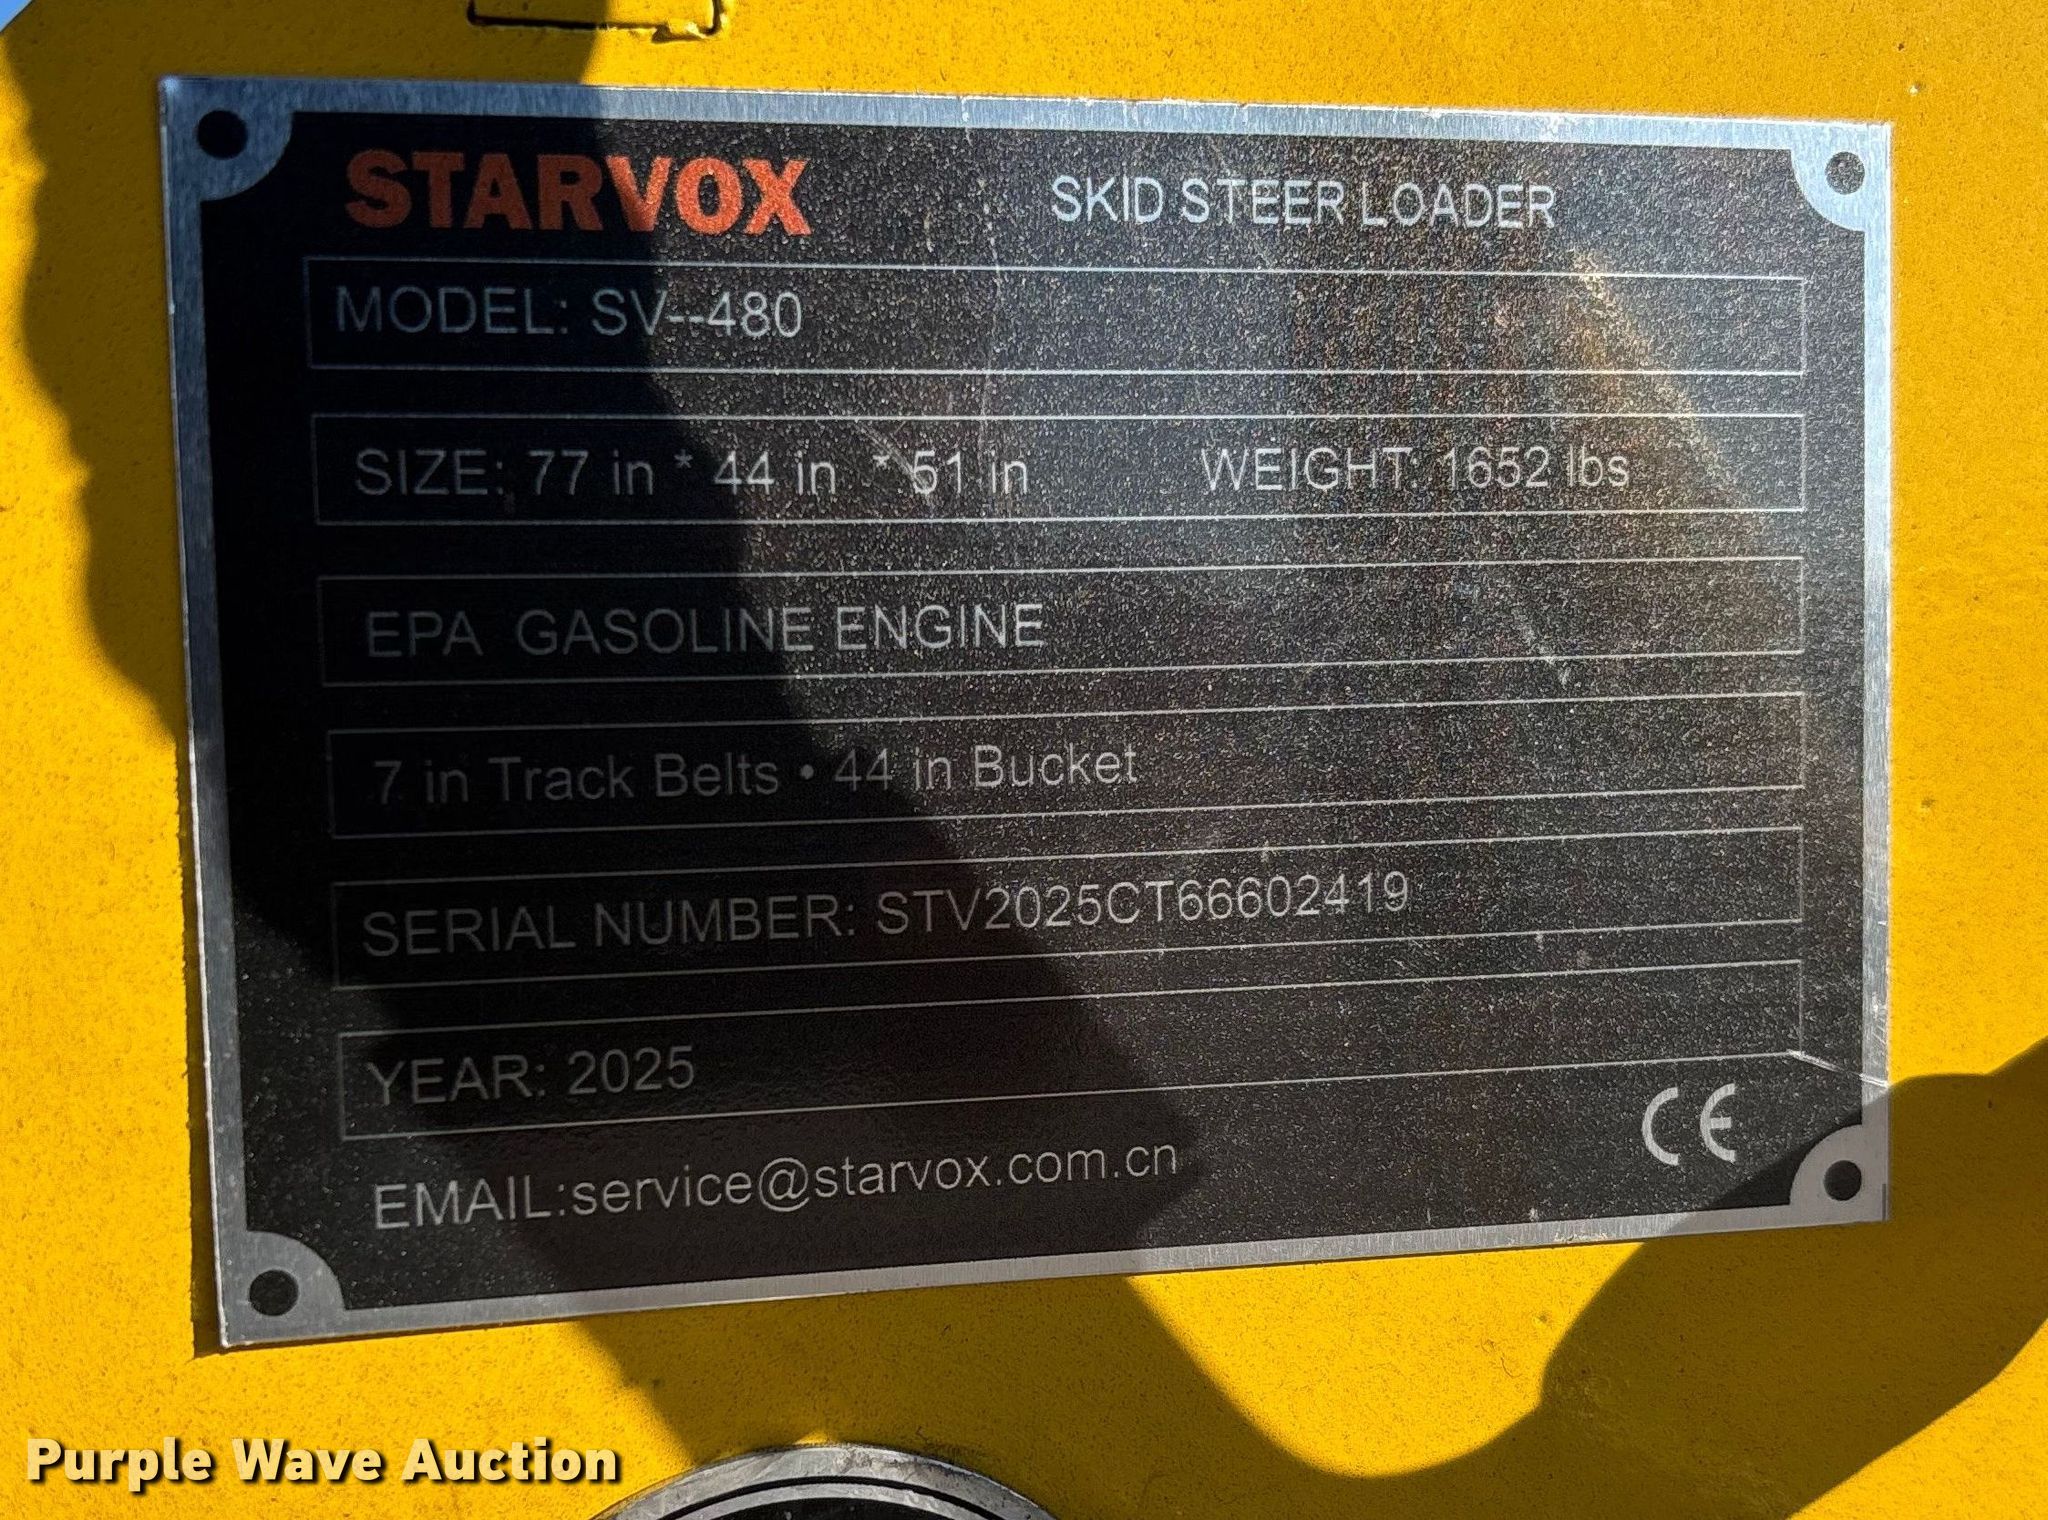 STARVOX SKID STEER LOADER
MODEL: SV--480
SIZE: 77 in * 44 in * 51 in WEIGHT: 1652 lbs
EPA GASOLINE ENGINE
7 in Track Belts • 44 in Bucket
SERIAL NUMBER: STV2025CT66602419
YEAR: 2025
EMAIL:service@starvox.com.cn CE
Purple Wave Auction